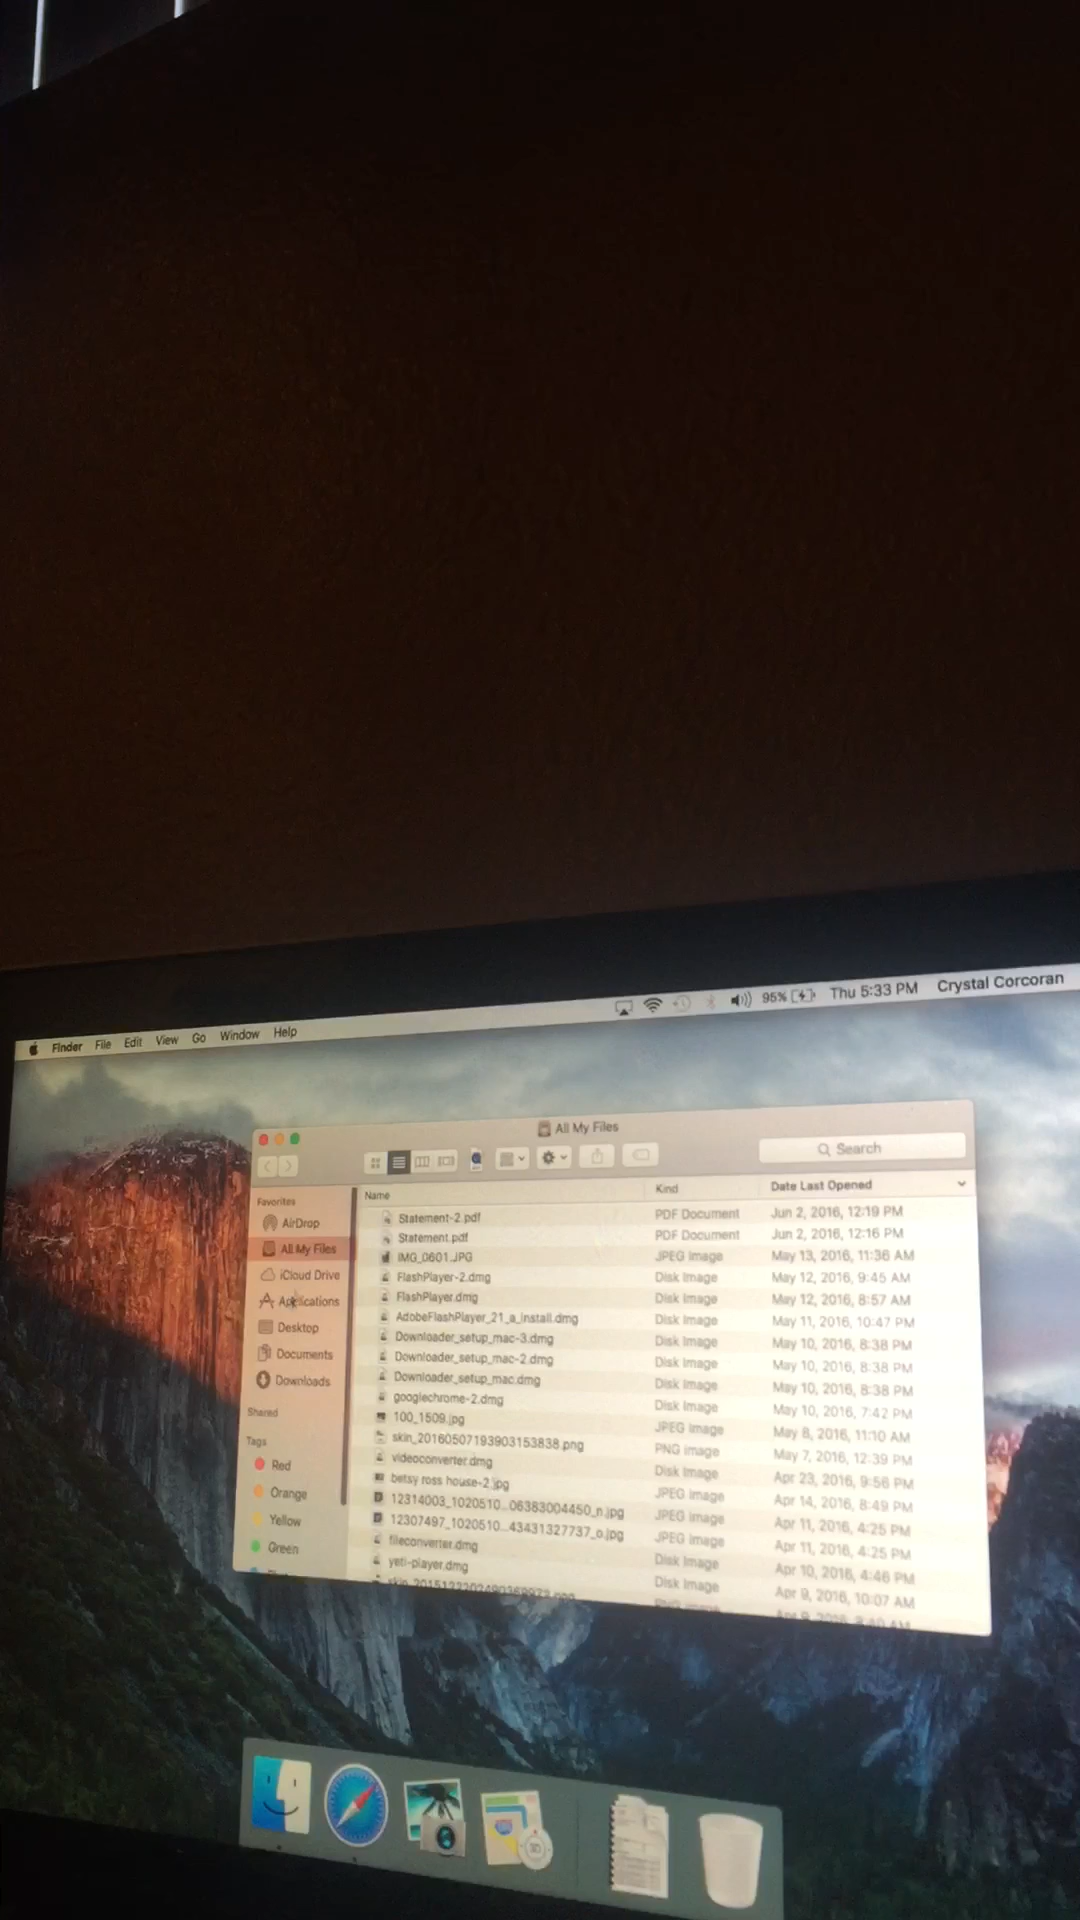 Finder File Edit View Go Window Help 95% Thu 5:33 PM Crystal Corcoran
All My Files
Search
Favorites
AirDrop
All My Files
iCloud Drive
Applications
Desktop
Documents
Downloads
Shared
Tags
Red
Orange
Yellow
Green
Name Kind Date Last Opened
Statement-2.pdf PDF Document Jun 2, 2016, 12:19 PM
Statement.pdf PDF Document Jun 2, 2016, 12:16 PM
IMG_0601.JPG JPEG image May 13, 2016, 11:36 AM
FlashPlayer-2.dmg Disk Image May 12, 2016, 9:45 AM
FlashPlayer.dmg Disk Image May 12, 2016, 8:57 AM
AdobeFlashPlayer_21_a_install.dmg Disk Image May 11, 2016, 10:47 PM
Downloader_setup_mac-3.dmg Disk Image May 10, 2016, 8:38 PM
Downloader_setup_mac-2.dmg Disk Image May 10, 2016, 8:38 PM
Downloader_setup_mac.dmg Disk Image May 10, 2016, 8:38 PM
googlechrome-2.dmg Disk Image May 10, 2016, 7:42 PM
100_1509.jpg JPEG image May 8, 2016, 11:10 AM
skin_20160507193903153838.png PNG image May 7, 2016, 12:39 PM
videoconverter.dmg Disk Image Apr 23, 2016, 9:56 PM
betsy ross house-2.jpg JPEG image Apr 14, 2016, 8:49 PM
12314003_1020510...06383004450_n.jpg JPEG image Apr 11, 2016, 4:25 PM
12307497_1020510...43431327737_o.jpg JPEG image Apr 11, 2016, 4:25 PM
fileconverter.dmg Disk Image Apr 10, 2016, 4:46 PM
yeti-player.dmg Disk Image Apr 9, 2016, 10:07 AM